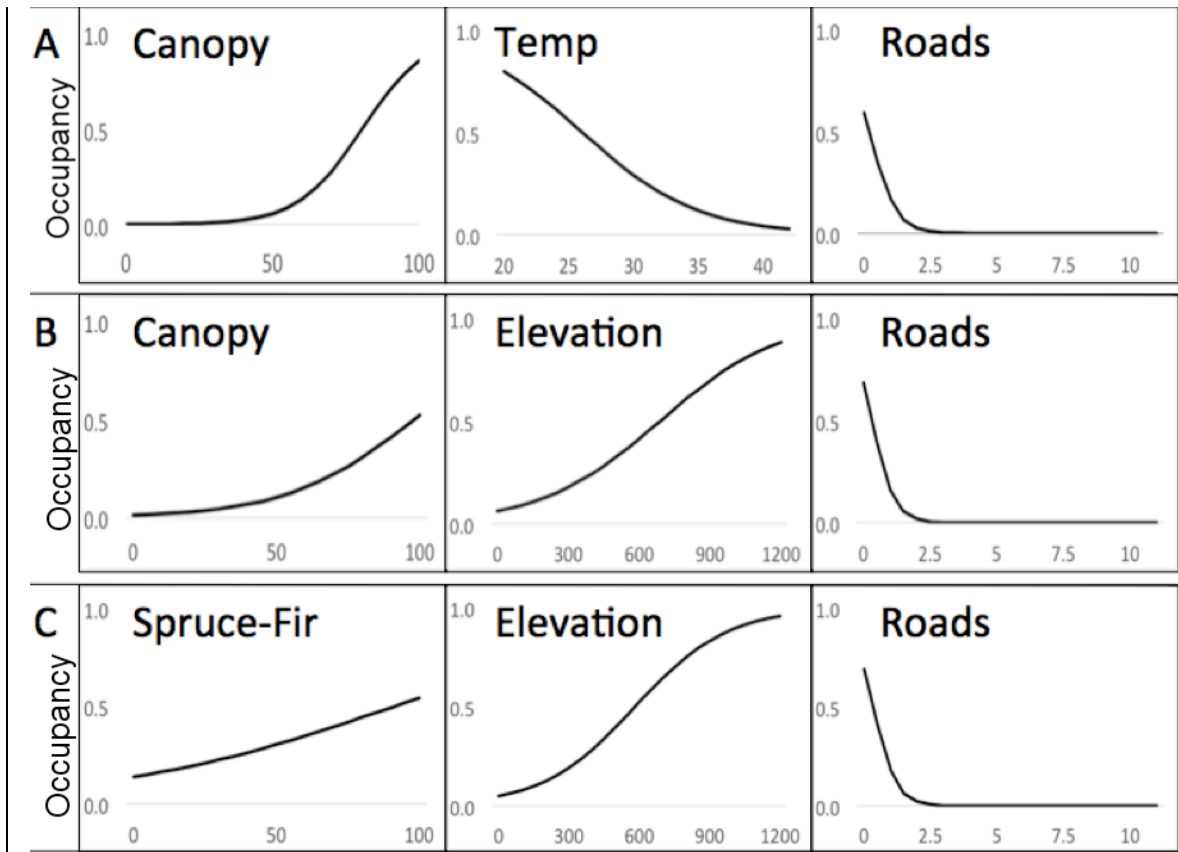 A Canopy Temp Roads
Occupancy
1.0 1.0 1.0
0.5 0.5 0.5
0.0 0.0 0.0
0 50 100 20 25 30 35 40 0 2.5 5 7.5 10
B Canopy Elevation Roads
Occupancy
1.0 1.0 1.0
0.5 0.5 0.5
0.0 0.0 0.0
0 50 100 0 300 600 900 1200 0 2.5 5 7.5 10
C Spruce-Fir Elevation Roads
Occupancy
1.0 1.0 1.0
0.5 0.5 0.5
0.0 0.0 0.0
0 50 100 0 300 600 900 1200 0 2.5 5 7.5 10